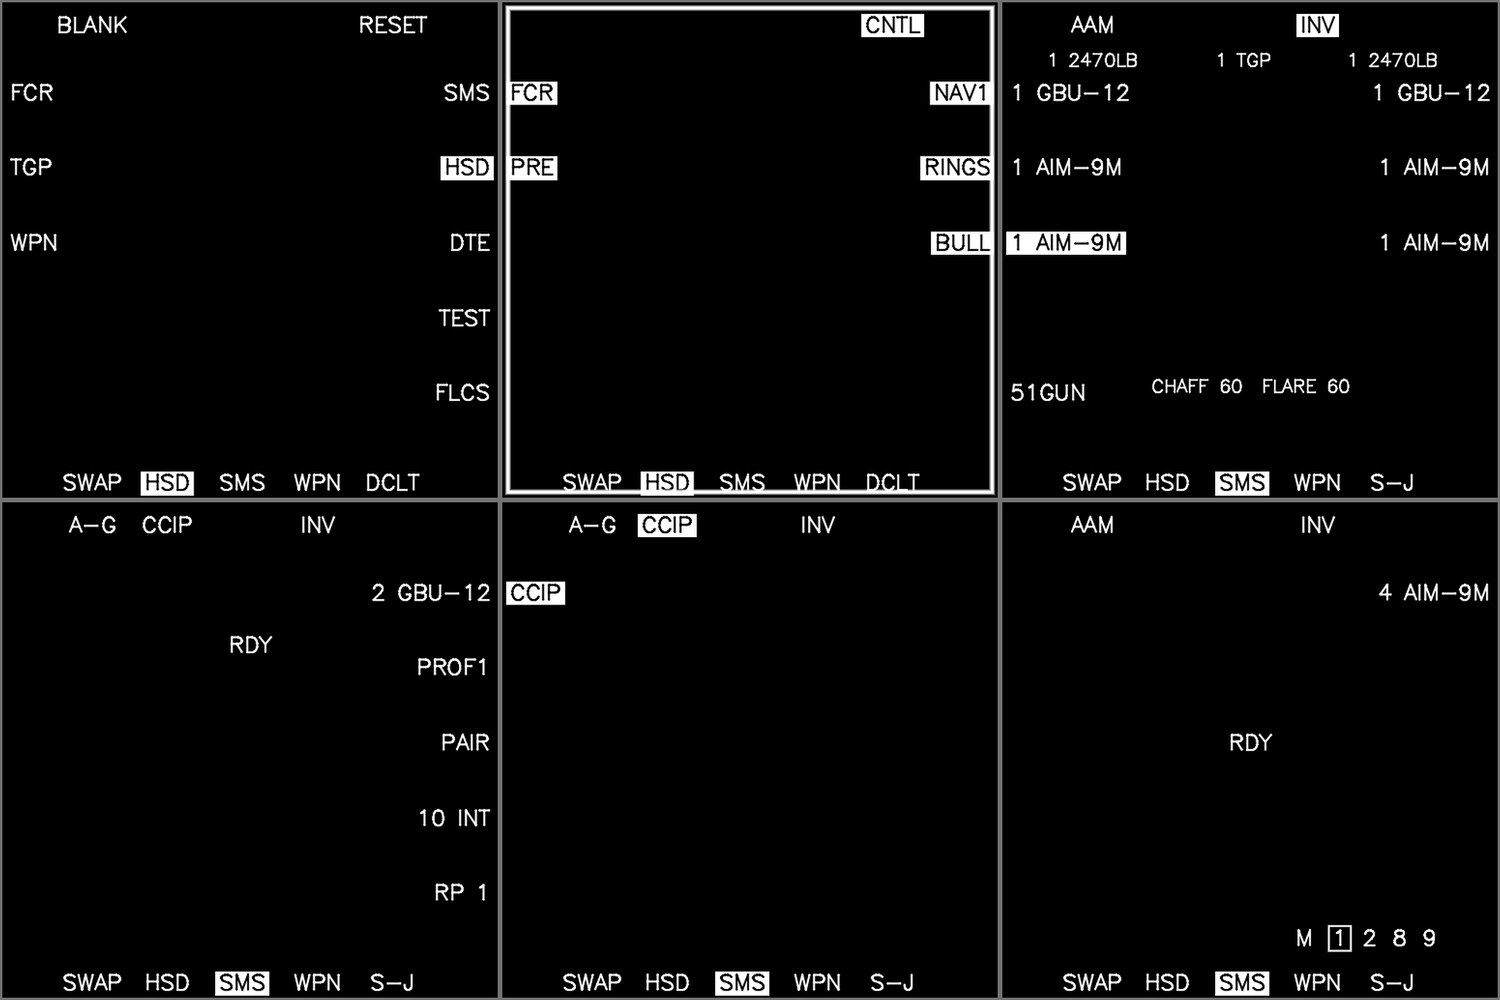 BLANK RESET
FCR SMS
TGP HSD
WPN DTE
TEST
FLCS
SWAP HSD SMS WPN DCLT
CNTL
FCR NAV1
PRE RINGS
BULL
SWAP HSD SMS WPN DCLT
AAM INV
1 2470LB 1 TGP 1 2470LB
1 GBU-12 1 GBU-12
1 AIM-9M 1 AIM-9M
1 AIM-9M 1 AIM-9M
51GUN CHAFF 60 FLARE 60
SWAP HSD SMS WPN S-J
A-G CCIP INV
2 GBU-12
RDY
PROF1
PAIR
10 INT
RP 1
SWAP HSD SMS WPN S-J
A-G CCIP INV
CCIP
SWAP HSD SMS WPN S-J
AAM INV
4 AIM-9M
RDY
M 1 2 8 9
SWAP HSD SMS WPN S-J